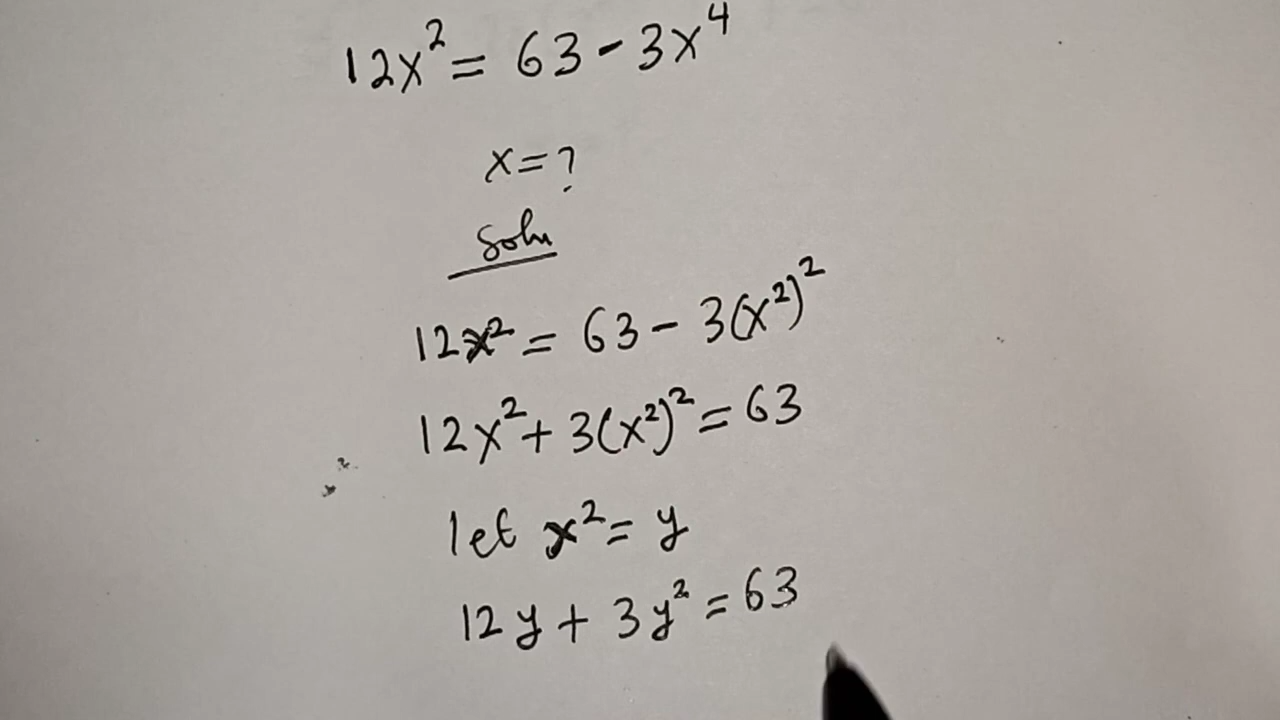 12x² = 63 - 3x⁴
x = ?
Soln
12x² = 63 - 3(x²)²
12x² + 3(x²)² = 63
let x² = y
12y + 3y² = 63